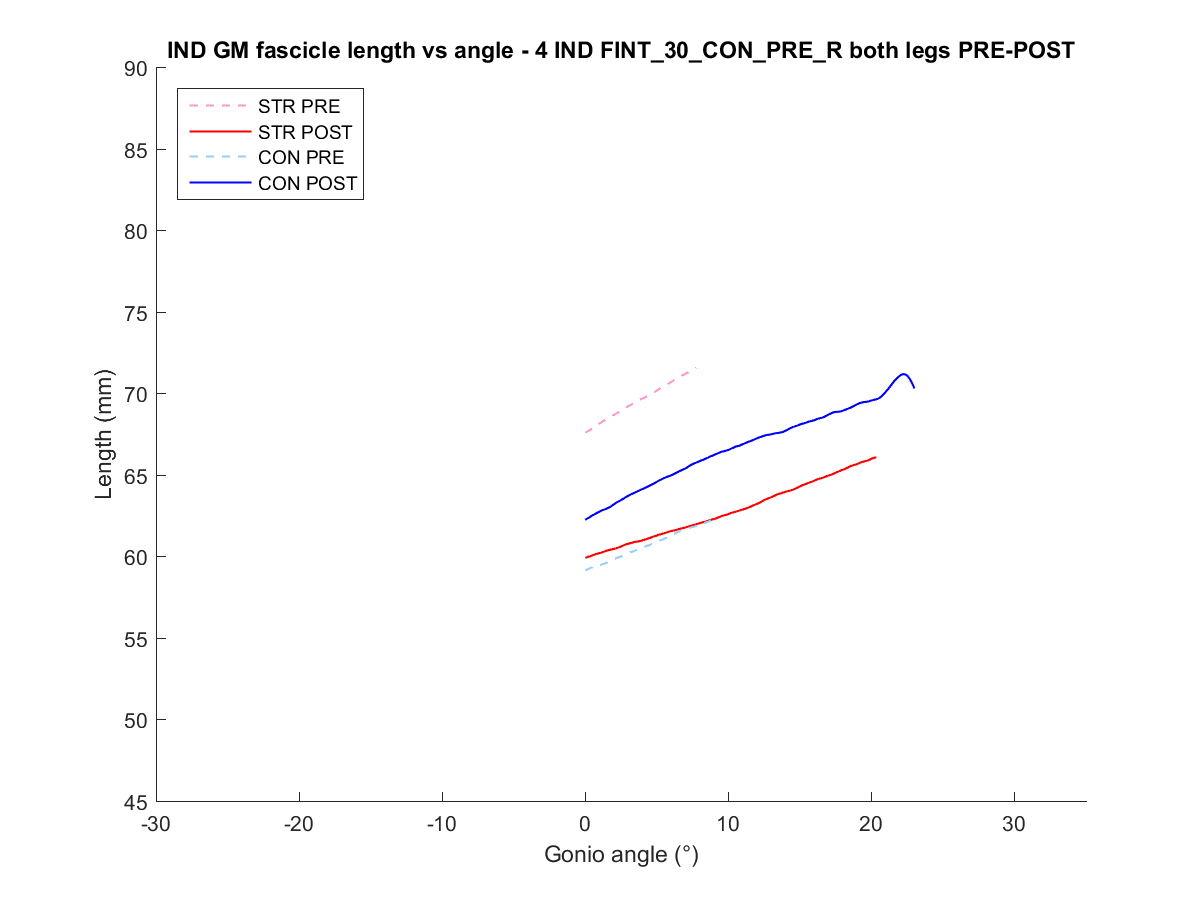 IND GM fascicle length vs angle - 4 IND FINT_30_CON_PRE_R both legs PRE-POST
90
85
80
75
70
65
60
55
50
45
STR PRE
STR POST
CON PRE
CON POST
Length (mm)
-30 -20 -10 0 10 20 30
Gonio angle (°)